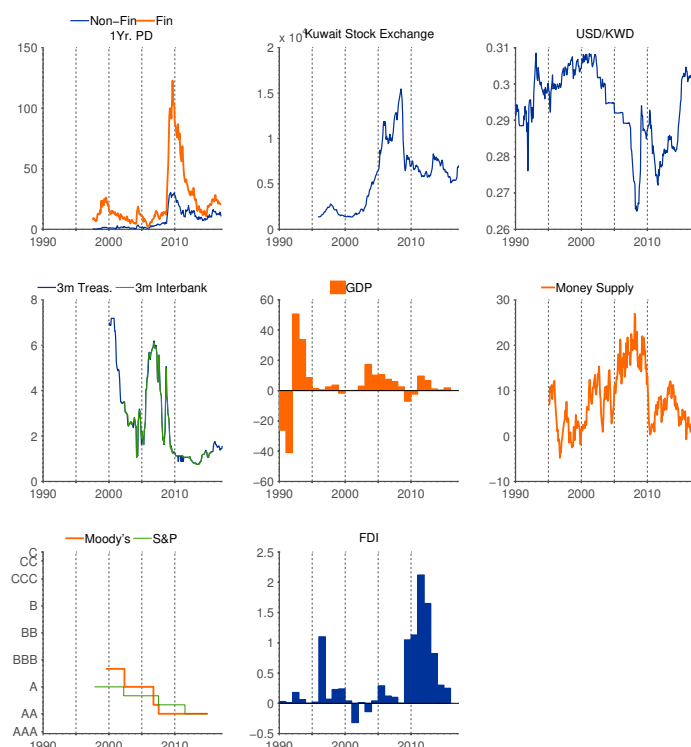 Non−Fin Fin
1Yr. PD
150
100
50
0
1990 2000 2010
x 10
Kuwait Stock Exchange
2
1.5
1
0.5
0
1990 2000 2010
USD/KWD
0.31
0.3
0.29
0.28
0.27
0.26
1990 2000 2010
3m Treas. 3m Interbank
8
6
4
2
0
1990 2000 2010
GDP
60
40
20
0
−20
−40
−60
1990 2000 2010
Money Supply
30
20
10
0
−10
1990 2000 2010
Moody's S&P
C
CC
CCC
B
BB
BBB
A
AA
AAA
1990 2000 2010
FDI
2.5
2
1.5
1
0.5
0
−0.5
1990 2000 2010